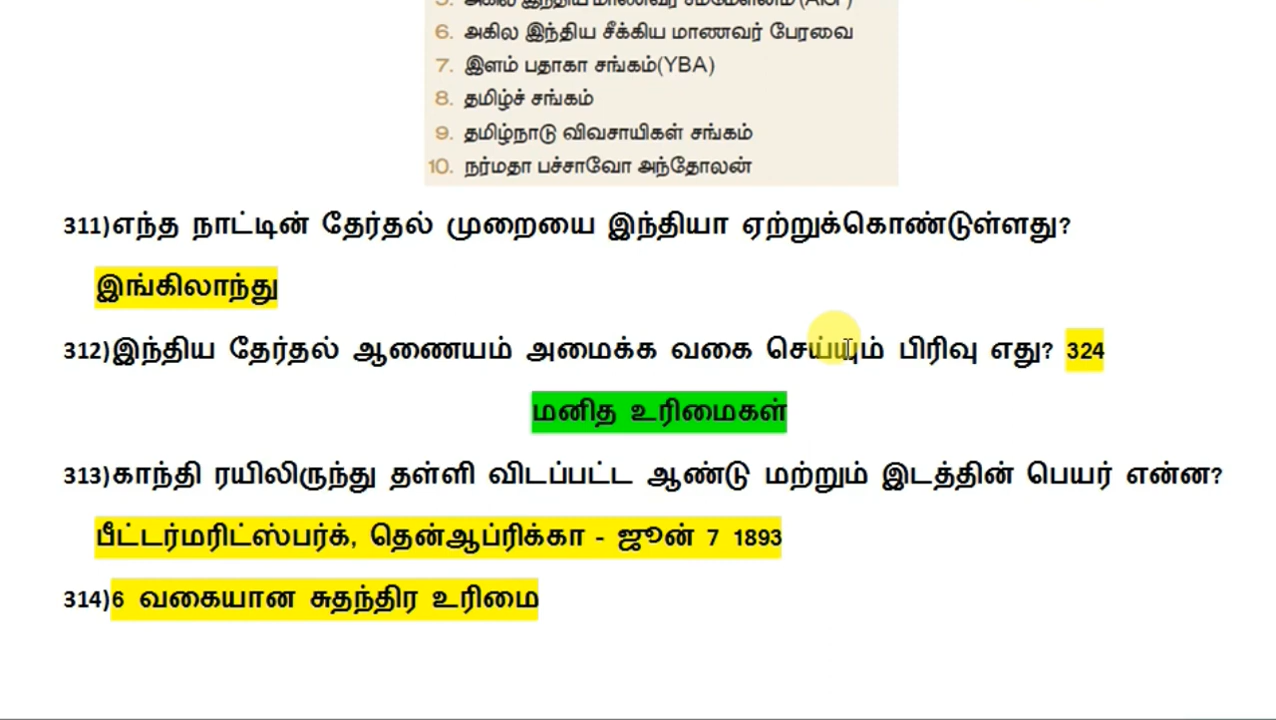 6. அகில இந்திய சீக்கிய மாணவர் பேரவை
7. இளம் பதாகா சங்கம்(YBA)
8. தமிழ்ச் சங்கம்
9. தமிழ்நாடு விவசாயிகள் சங்கம்
10. நர்மதா பச்சாவோ அந்தோலன்
311)எந்த நாட்டின் தேர்தல் முறையை இந்தியா ஏற்றுக்கொண்டுள்ளது?
இங்கிலாந்து
312)இந்திய தேர்தல் ஆணையம் அமைக்க வகை செய்யும் பிரிவு எது? 324
மனித உரிமைகள்
313)காந்தி ரயிலிருந்து தள்ளி விடப்பட்ட ஆண்டு மற்றும் இடத்தின் பெயர் என்ன?
பீட்டர்மரிட்ஸ்பர்க், தென்ஆப்ரிக்கா - ஜூன் 7 1893
314)6 வகையான சுதந்திர உரிமை